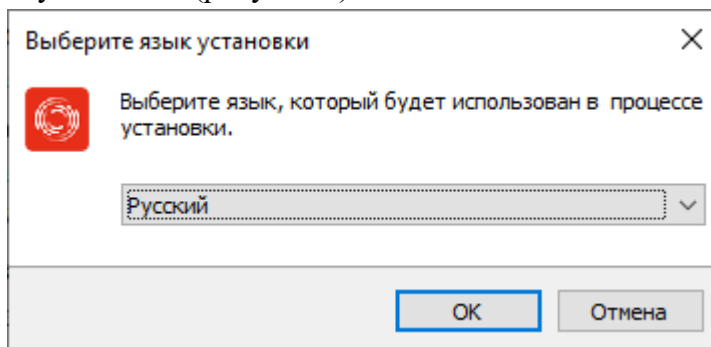 Выберите язык установки
Выберите язык, который будет использован в процессе
установки.
Русский
OK
Отмена